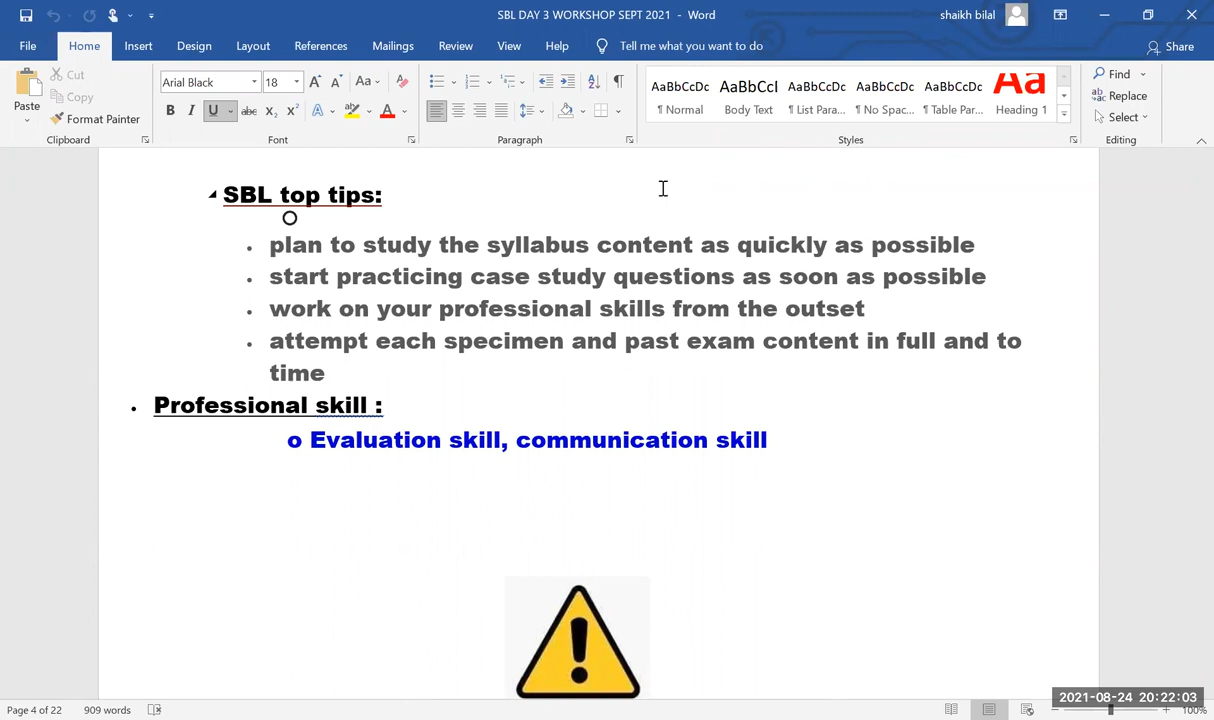 SBL DAY 3 WORKSHOP SEPT 2021 - Word
shaikh bilal
File Home Insert Design Layout References Mailings Review View Help Tell me what you want to do Share
Paste
Cut
Copy
Format Painter
Arial Black 18
Aa
B I U abc X₂ X²
A A
AaBbCcDc AaBbCcI AaBbCcDc AaBbCcDc AaBbCcDc Aa
¶ Normal Body Text ¶ List Para... ¶ No Spac... ¶ Table Par... Heading 1
Find
Replace
Select
Clipboard Font Paragraph Styles Editing
SBL top tips:
plan to study the syllabus content as quickly as possible
start practicing case study questions as soon as possible
work on your professional skills from the outset
attempt each specimen and past exam content in full and to
time
Professional skill :
o Evaluation skill, communication skill
2021-08-24 20:22:03
Page 4 of 22 909 words 100%